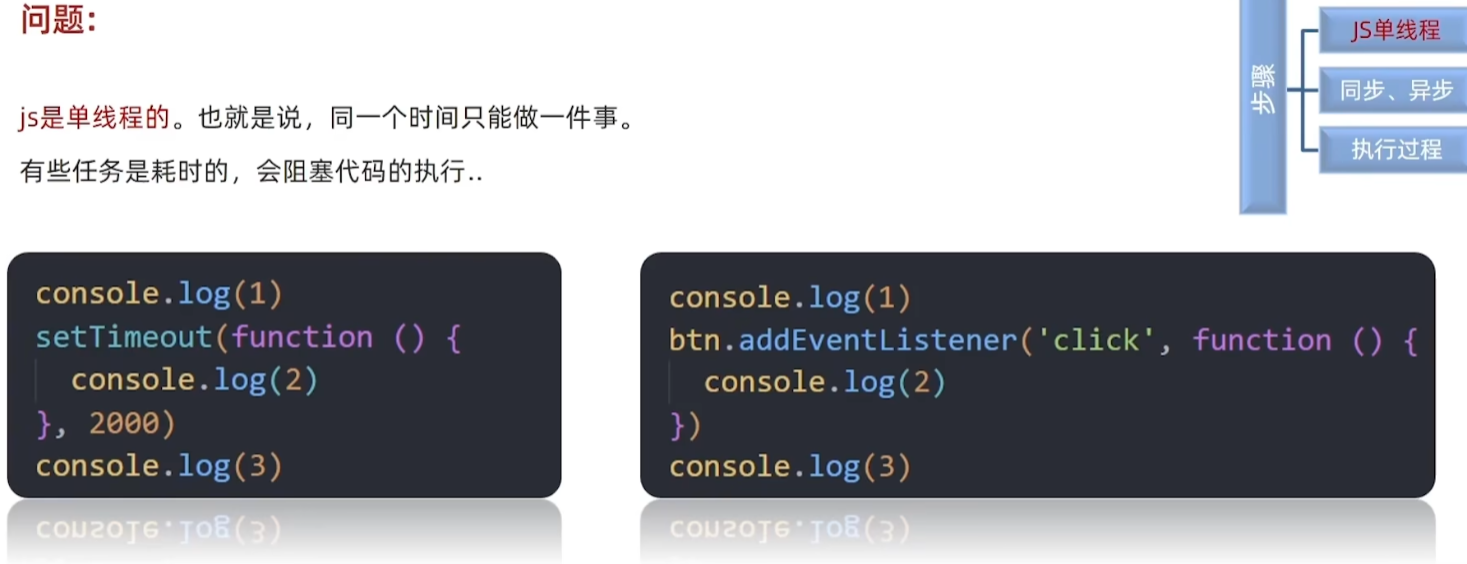 问题：
js是单线程的。也就是说，同一个时间只能做一件事。
有些任务是耗时的，会阻塞代码的执行..
步骤
JS单线程
同步、异步
执行过程
console.log(1)
setTimeout(function () {
  console.log(2)
}, 2000)
console.log(3)
console.log(1)
btn.addEventListener('click', function () {
  console.log(2)
})
console.log(3)